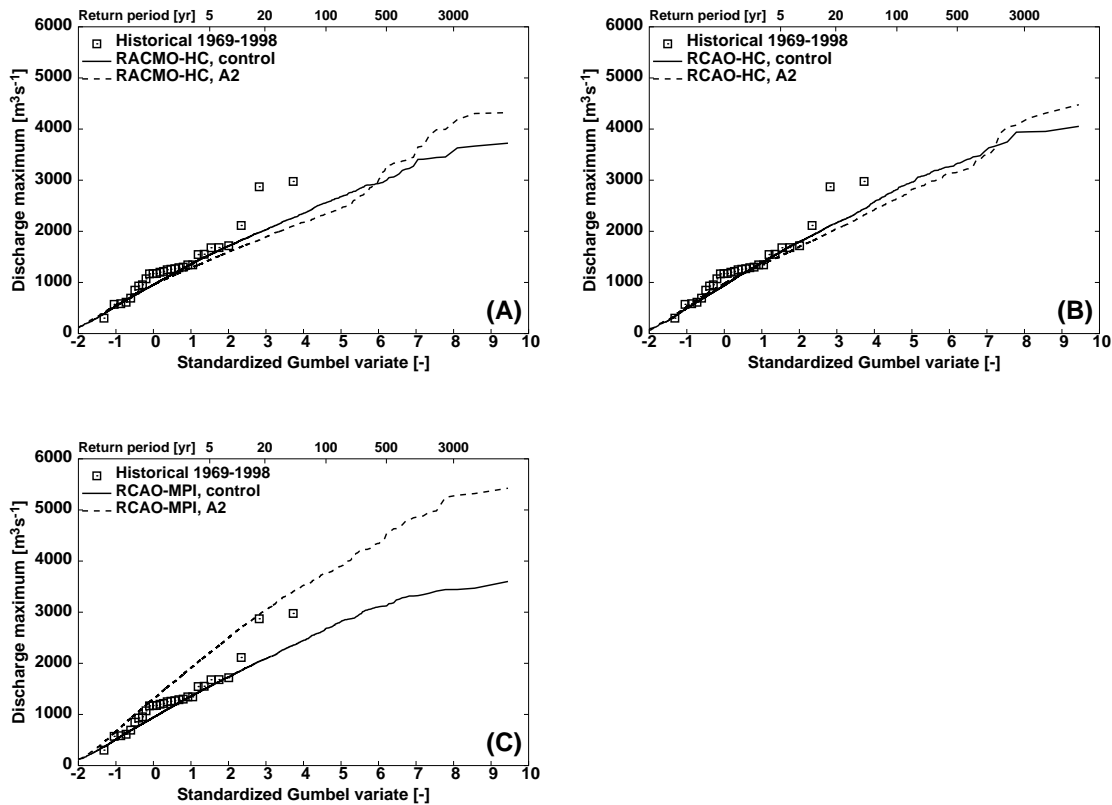 Return period [yr] 5 20 100 500 3000
6000
5000
4000
3000
2000
1000
0
Discharge maximum [m³s⁻¹]
Historical 1969-1998
RACMO-HC, control
RACMO-HC, A2
(A)
-2 -1 0 1 2 3 4 5 6 7 8 9 10
Standardized Gumbel variate [-]
Return period [yr] 5 20 100 500 3000
6000
5000
4000
3000
2000
1000
0
Discharge maximum [m³s⁻¹]
Historical 1969-1998
RCAO-HC, control
RCAO-HC, A2
(B)
-2 -1 0 1 2 3 4 5 6 7 8 9 10
Standardized Gumbel variate [-]
Return period [yr] 5 20 100 500 3000
6000
5000
4000
3000
2000
1000
0
Discharge maximum [m³s⁻¹]
Historical 1969-1998
RCAO-MPI, control
RCAO-MPI, A2
(C)
-2 -1 0 1 2 3 4 5 6 7 8 9 10
Standardized Gumbel variate [-]